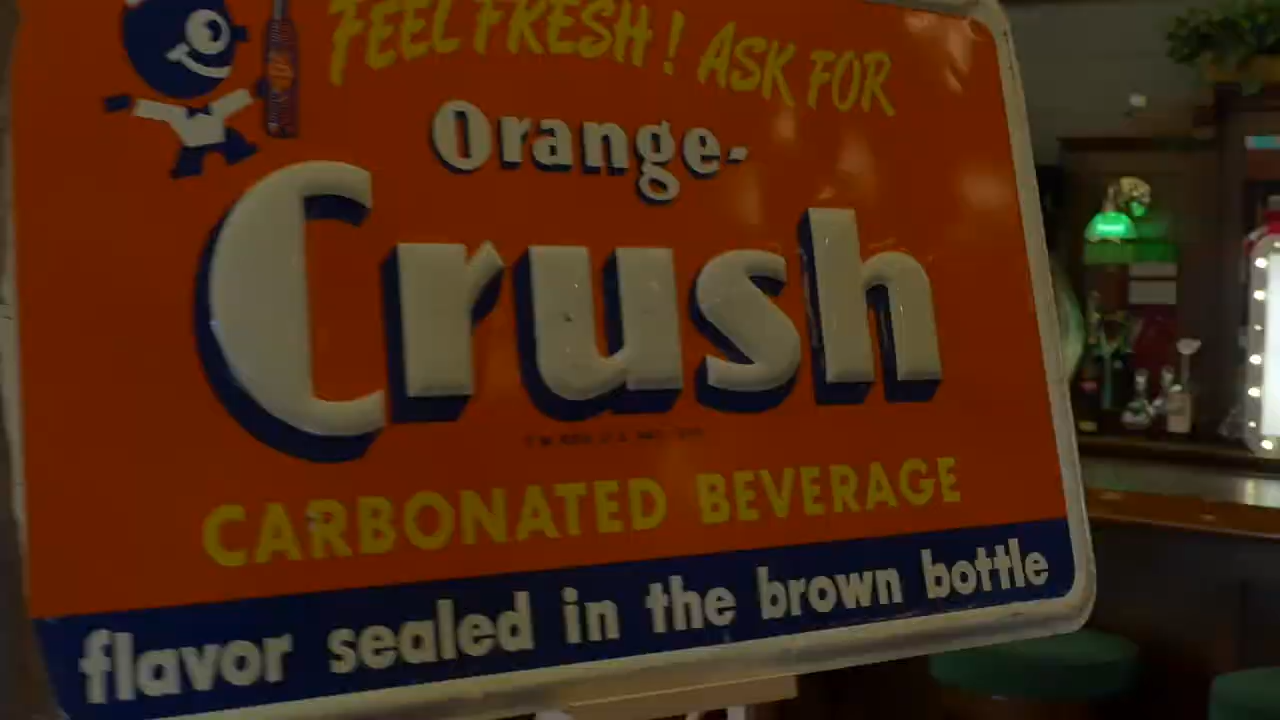 FEEL FRESH! ASK FOR
Orange-
Crush
CARBONATED BEVERAGE
flavor sealed in the brown bottle